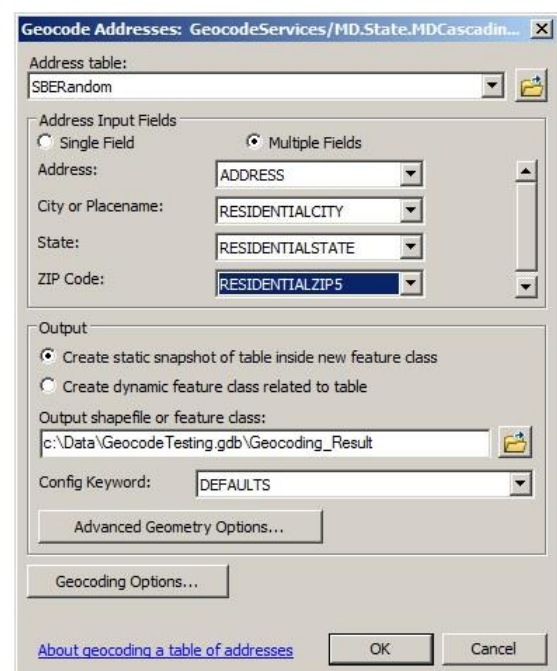 Geocode Addresses: GeocodeServices/MD.State.MDCascadin...
Address table:
SBERandom
Address Input Fields
Single Field Multiple Fields
Address: ADDRESS
City or Placename: RESIDENTIALCITY
State: RESIDENTIALSTATE
ZIP Code: RESIDENTIALZIP5
Output
Create static snapshot of table inside new feature class
Create dynamic feature class related to table
Output shapefile or feature class:
c:\Data\GeocodeTesting.gdb\Geocoding_Result
Config Keyword: DEFAULTS
Advanced Geometry Options...
Geocoding Options...
About geocoding a table of addresses OK Cancel